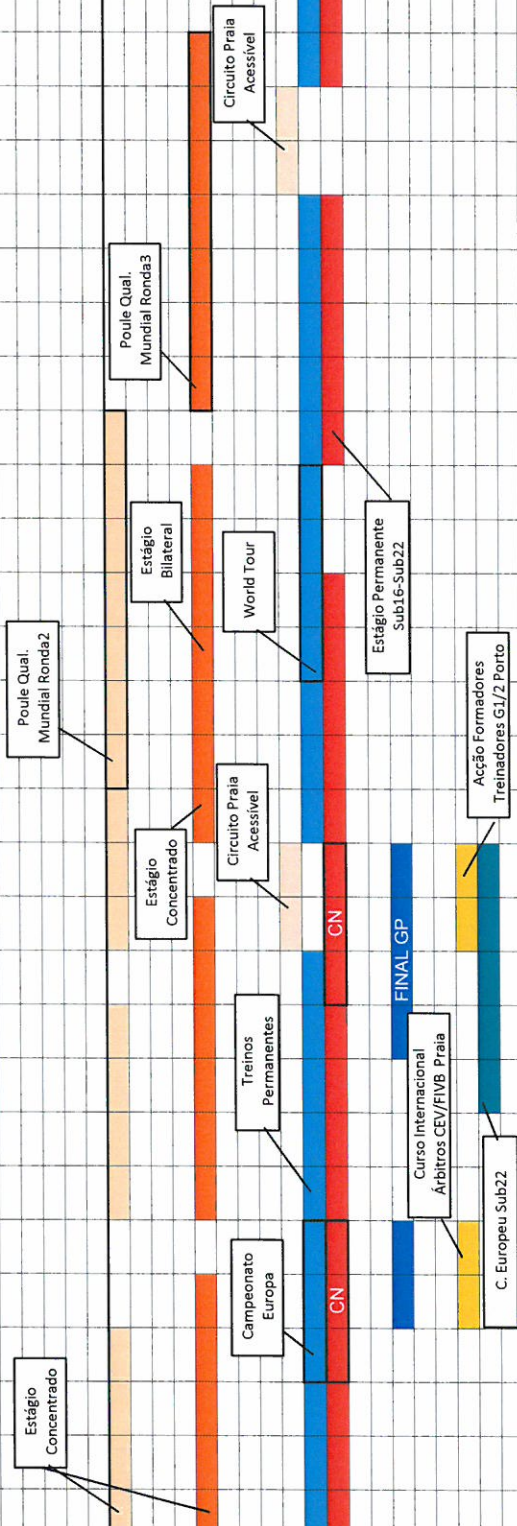 Estágio
Concentrado
Poule Qual.
Mundial Ronda2
Poule Qual.
Mundial Ronda3
Circuito Praia
Acessível
Estágio
Concentrado
Estágio
Bilateral
Campeonato
Europa
Treinos
Permanentes
Circuito Praia
Acessível
World Tour
CN
CN
Estágio Permanente
Sub16-Sub22
FINAL GP
Curso Internacional
Árbitros CEV/FIVB Praia
Acção Formadores
Treinadores G1/2 Porto
C. Europeu Sub22